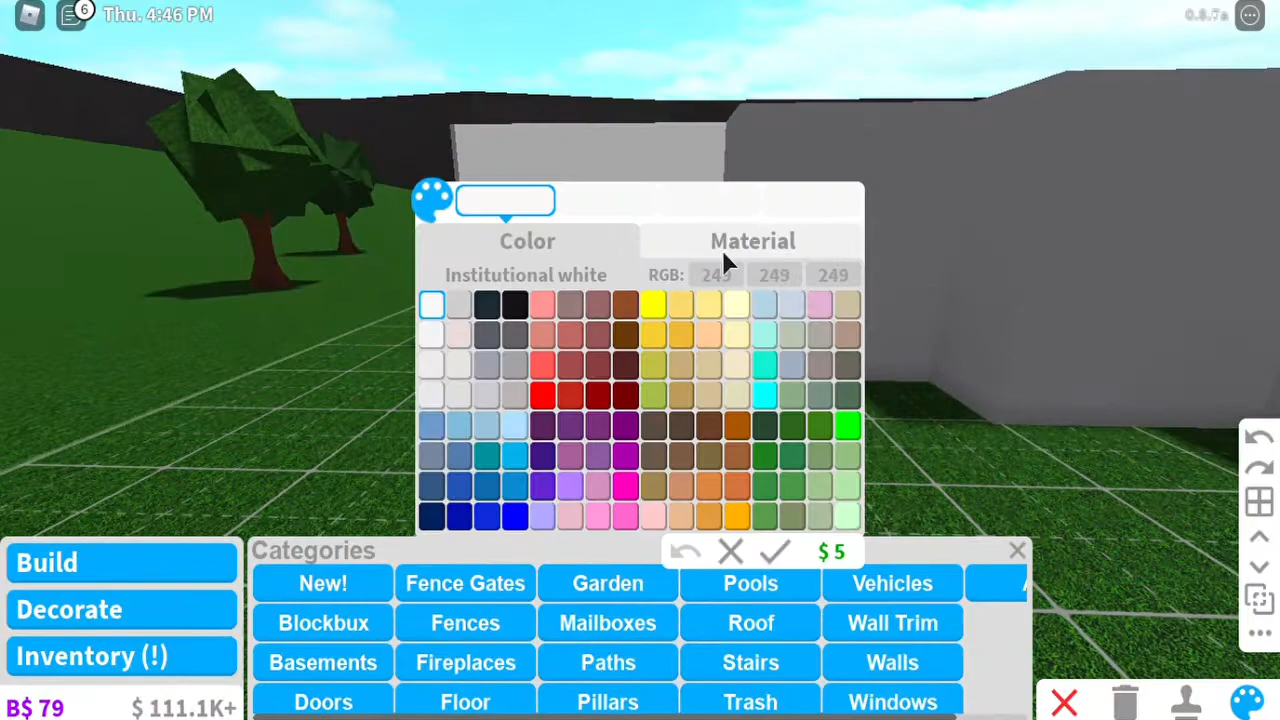 6 Thu. 4:46 PM
0.8.7a
Color Material
Institutional white RGB: 249 249 249
Categories
$ 5
Build
Decorate
Inventory (!)
New! Fence Gates Garden Pools Vehicles
Blockbux Fences Mailboxes Roof Wall Trim
Basements Fireplaces Paths Stairs Walls
Doors Floor Pillars Trash Windows
B$ 79 $ 111.1K+